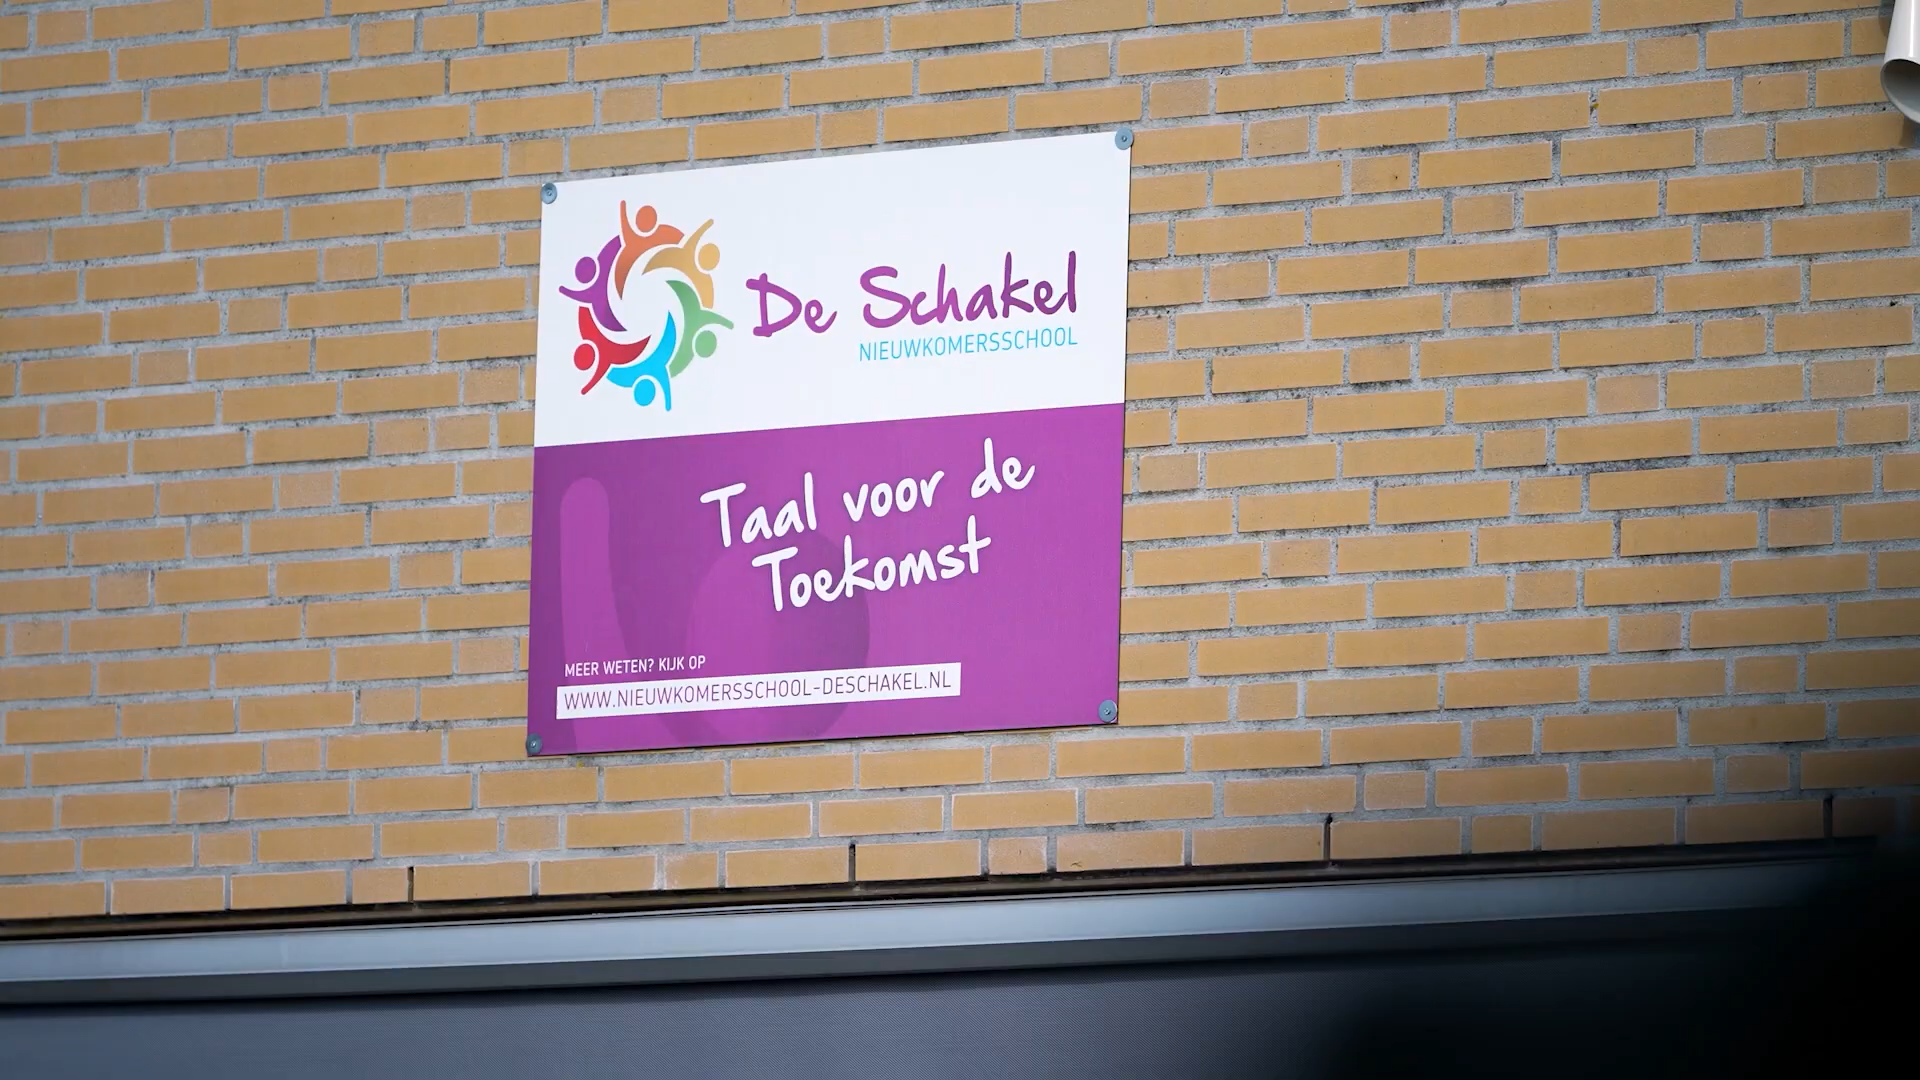 De Schakel
NIEUWKOMERSSCHOOL
Taal voor de
Toekomst
MEER WETEN? KIJK OP
WWW.NIEUWKOMERSSCHOOL-DESCHAKEL.NL